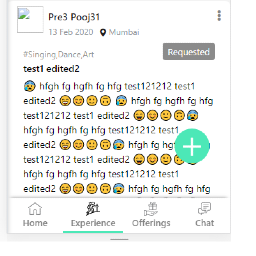 Pre3 Pooj31
13 Feb 2020 Mumbai
Requested
#Singing,Dance,Art
test1 edited2
😰 hfgh fg hgfh fg hfg test121212 test1
edited2 😄😊🙂🙃 😰 hfgh fg hgfh fg hfg
test121212 test1 edited2 😄😊🙂🙃😰
hfgh fg hgfh fg hfg test121212 test1
edited2 😄😊🙂🙃😰 hfgh fg hgfh fg hfg
test121212 test1 edited2 😄😊🙂🙃😰
hfgh fg hgfh fg hfg test121212 test1
edited2 😄😊🙂🙃😰 hfgh fg hgfh fg
Home Experience Offerings Chat